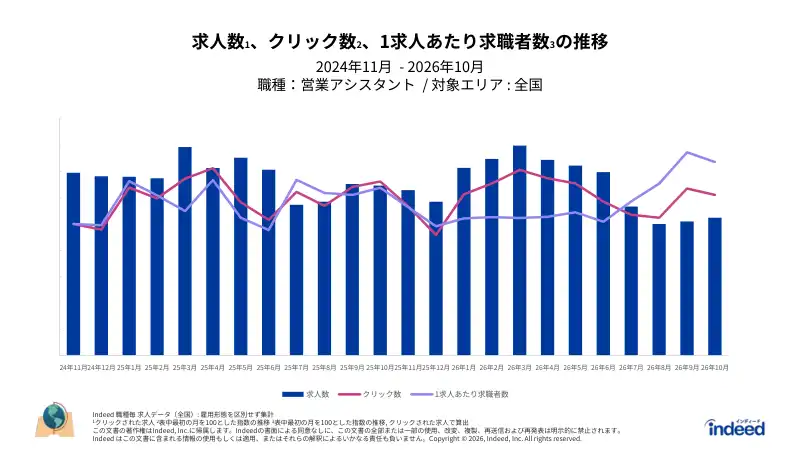 求人数1、クリック数2、1求人あたり求職者数3の推移
2024年11月 - 2026年10月
職種：営業アシスタント / 対象エリア : 全国
24年11月 24年12月 25年1月 25年2月 25年3月 25年4月 25年5月 25年6月 25年7月 25年8月 25年9月 25年10月 25年11月 25年12月 26年1月 26年2月 26年3月 26年4月 26年5月 26年6月 26年7月 26年8月 26年9月 26年10月
求人数 クリック数 1求人あたり求職者数
Indeed 職種毎 求人データ（全国）: 雇用形態を区別せず集計
¹クリックされた求人 ²表中最初の月を100とした指数の推移 ³表中最初の月を100とした指数の推移, クリックされた求人で算出
この文書の著作権はIndeed, Inc.に帰属します。Indeedの書面による同意なしに、この文書の全部または一部の使用、改変、複製、再送信および再発表は明示的に禁止されます。
Indeed はこの文書に含まれる情報の使用もしくは適用、またはそれらの解釈によるいかなる責任も負いません。Copyright © 2026, Indeed, Inc. All rights reserved.
インディード
indeed